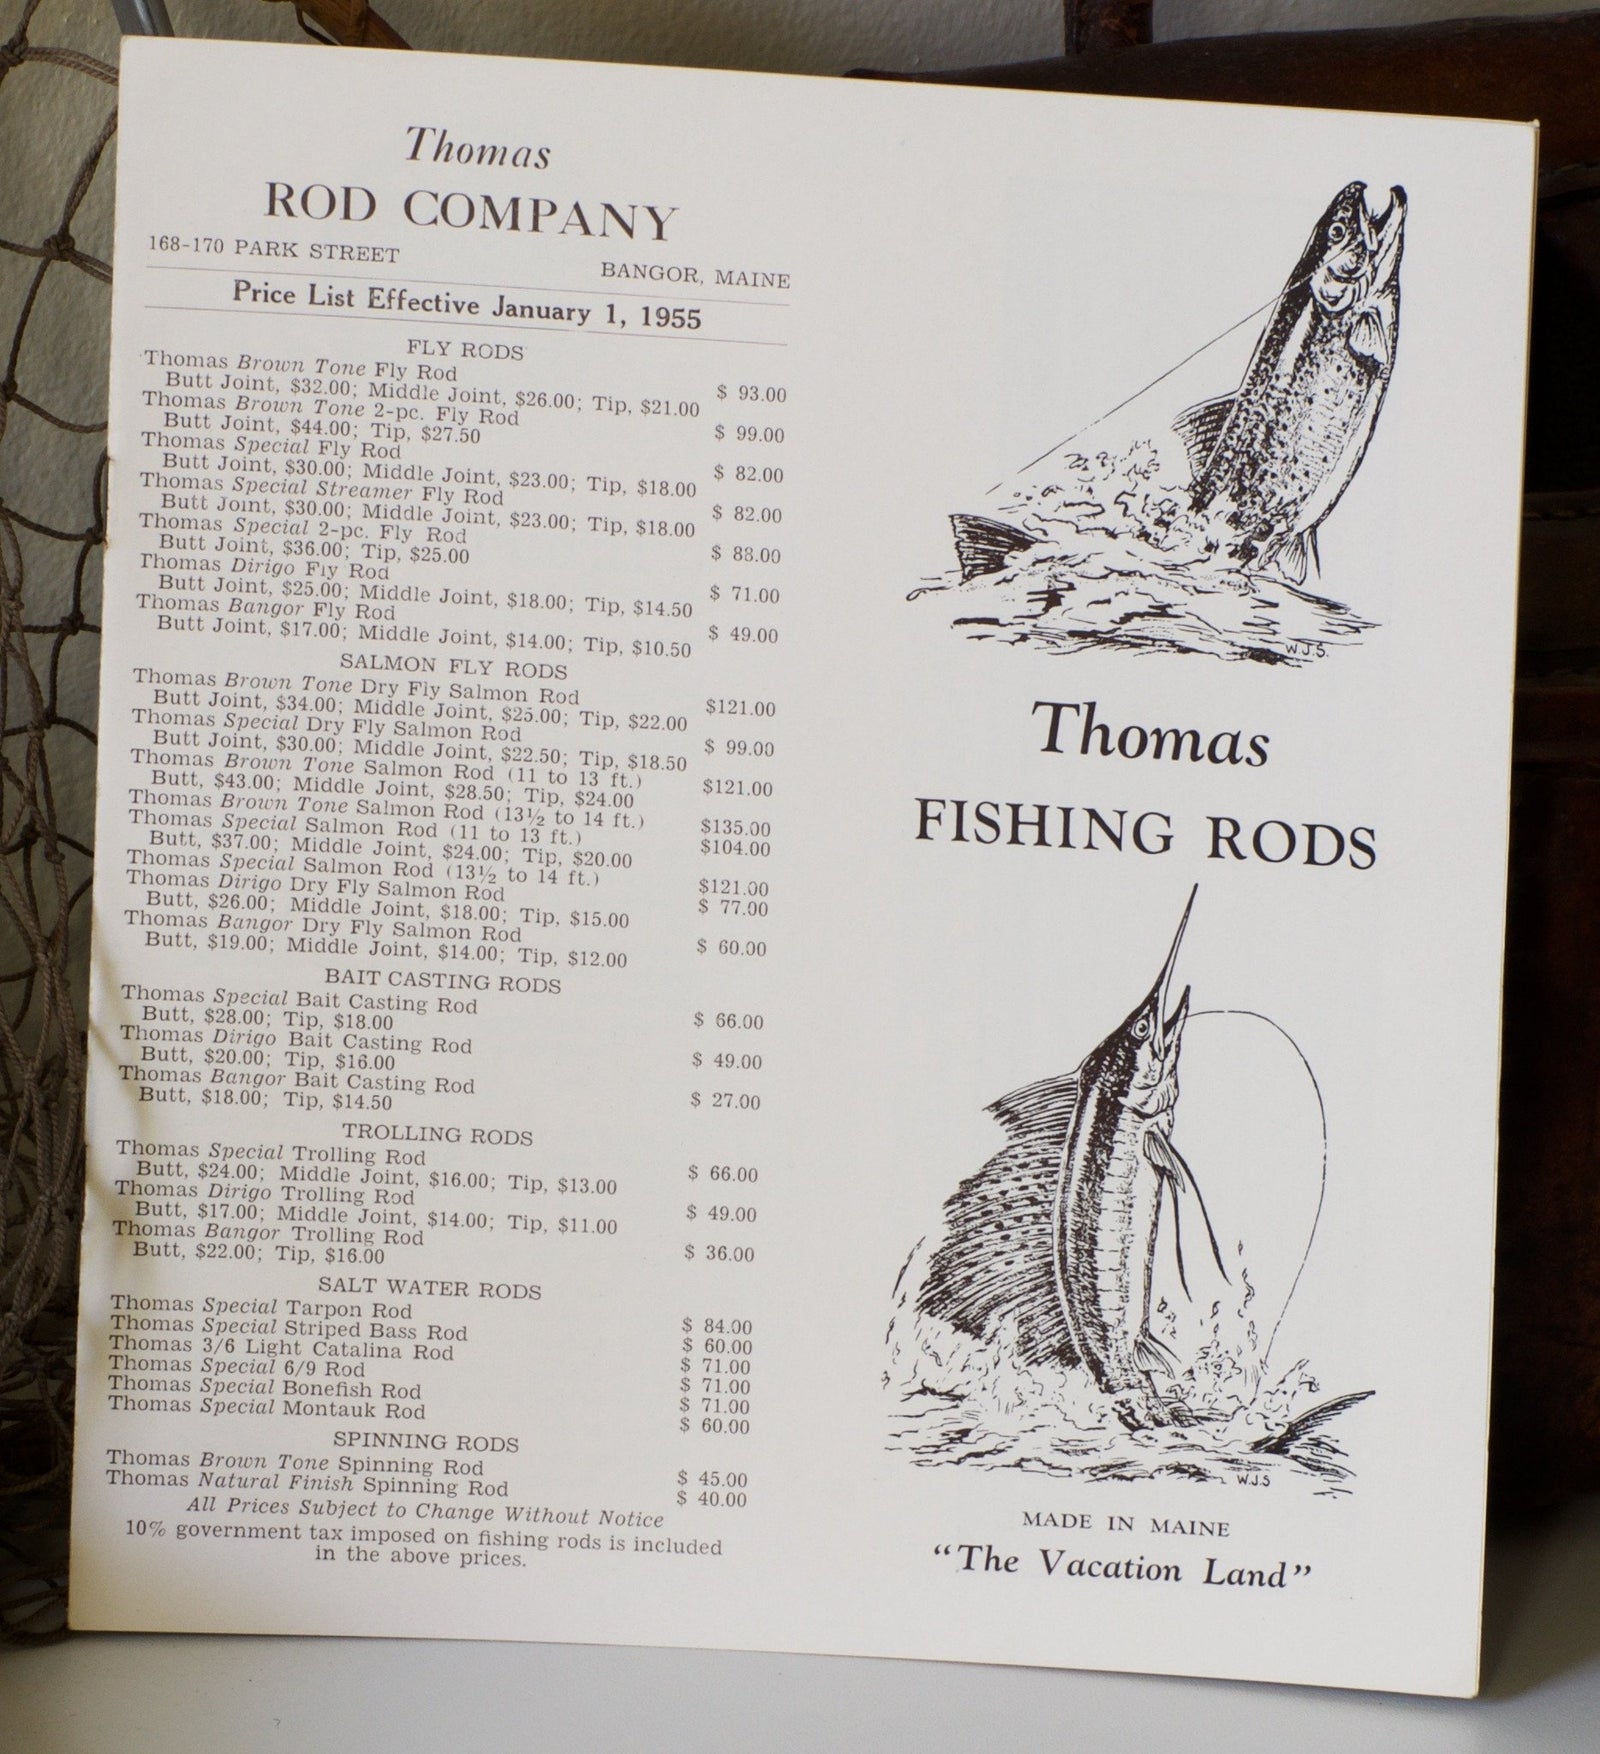 Thomas
ROD COMPANY
168-170 PARK STREET
BANGOR, MAINE
Price List Effective January 1, 1955
FLY RODS
Thomas Brown Tone Fly Rod $ 93.00
Butt Joint, $32.00; Middle Joint, $26.00; Tip, $21.00
Thomas Brown Tone 2-pc. Fly Rod $ 99.00
Butt Joint, $44.00; Tip, $27.50
Thomas Special Fly Rod $ 82.00
Butt Joint, $30.00; Middle Joint, $23.00; Tip, $18.00
Thomas Special Streamer Fly Rod $ 82.00
Butt Joint, $30.00; Middle Joint, $23.00; Tip, $18.00
Thomas Special 2-pc. Fly Rod $ 88.00
Butt Joint, $36.00; Tip, $25.00
Thomas Dirigo Fly Rod $ 71.00
Butt Joint, $25.00; Middle Joint, $18.00; Tip, $14.50
Thomas Bangor Fly Rod $ 49.00
Butt Joint, $17.00; Middle Joint, $14.00; Tip, $10.50
SALMON FLY RODS
Thomas Brown Tone Dry Fly Salmon Rod $121.00
Butt Joint, $34.00; Middle Joint, $25.00; Tip, $22.00
Thomas Special Dry Fly Salmon Rod $ 99.00
Butt Joint, $30.00; Middle Joint, $22.50; Tip, $18.50
Thomas Brown Tone Salmon Rod (11 to 13 ft.) $121.00
Butt, $43.00; Middle Joint, $28.50; Tip, $24.00
Thomas Brown Tone Salmon Rod (13½ to 14 ft.) $135.00
Thomas Special Salmon Rod (11 to 13 ft.) $104.00
Butt, $37.00; Middle Joint, $24.00; Tip, $20.00
Thomas Special Salmon Rod (13½ to 14 ft.) $121.00
Thomas Dirigo Dry Fly Salmon Rod $ 77.00
Butt, $26.00; Middle Joint, $18.00; Tip, $15.00
Thomas Bangor Dry Fly Salmon Rod $ 60.00
Butt, $19.00; Middle Joint, $14.00; Tip, $12.00
BAIT CASTING RODS
Thomas Special Bait Casting Rod $ 66.00
Butt, $28.00; Tip, $18.00
Thomas Dirigo Bait Casting Rod $ 49.00
Butt, $20.00; Tip, $16.00
Thomas Bangor Bait Casting Rod $ 27.00
Butt, $18.00; Tip, $14.50
TROLLING RODS
Thomas Special Trolling Rod $ 66.00
Butt, $24.00; Middle Joint, $16.00; Tip, $13.00
Thomas Dirigo Trolling Rod $ 49.00
Butt, $17.00; Middle Joint, $14.00; Tip, $11.00
Thomas Bangor Trolling Rod $ 36.00
Butt, $22.00; Tip, $16.00
SALT WATER RODS
Thomas Special Tarpon Rod $ 84.00
Thomas Special Striped Bass Rod $ 60.00
Thomas 3/6 Light Catalina Rod $ 71.00
Thomas Special 6/9 Rod $ 71.00
Thomas Special Bonefish Rod $ 71.00
Thomas Special Montauk Rod $ 60.00
SPINNING RODS
Thomas Brown Tone Spinning Rod $ 45.00
Thomas Natural Finish Spinning Rod $ 40.00
All Prices Subject to Change Without Notice
10% government tax imposed on fishing rods is included
in the above prices.
W.J.S.
Thomas
FISHING RODS
W.J.S
MADE IN MAINE
"The Vacation Land"